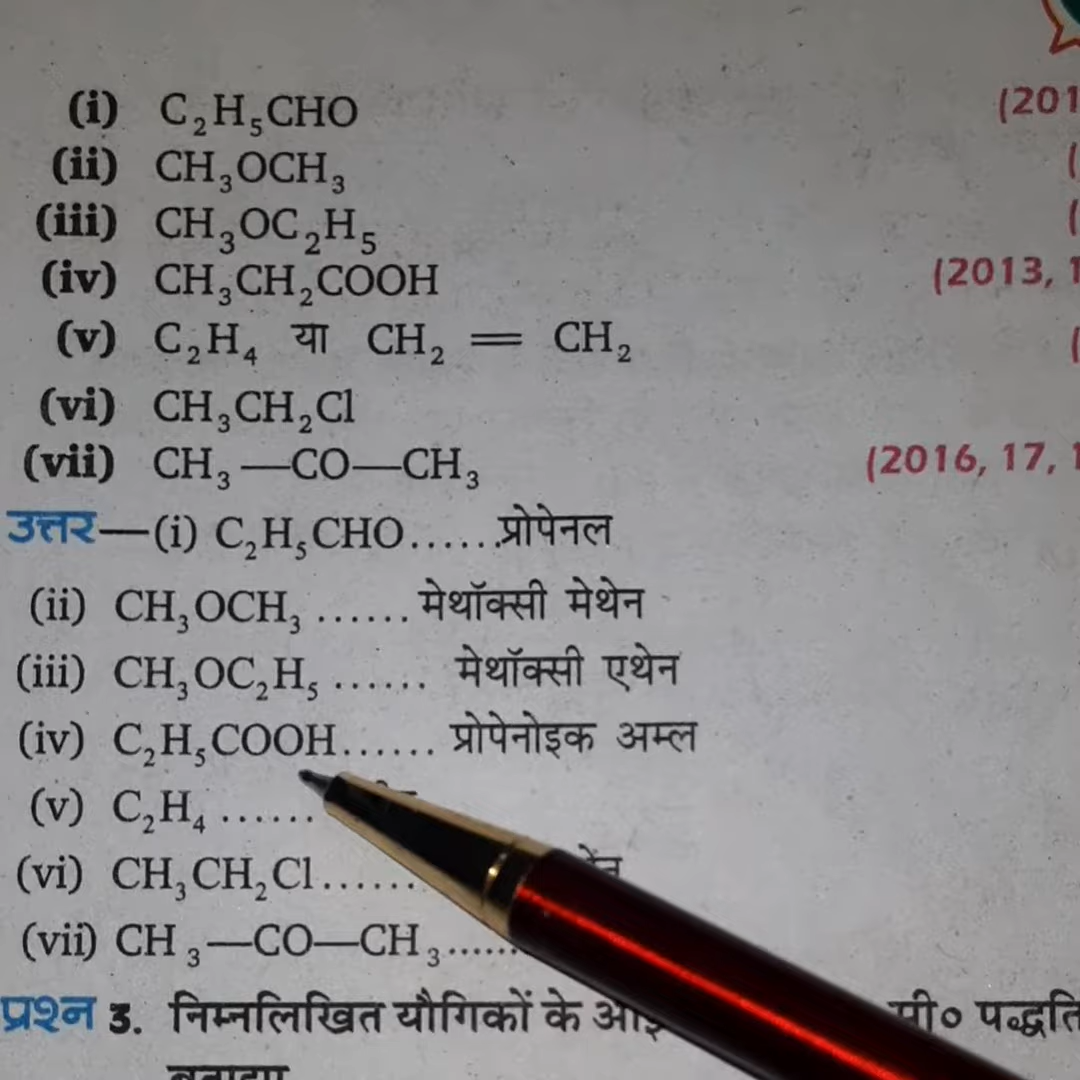 (i) C₂H₅CHO (201
(ii) CH₃OCH₃ (
(iii) CH₃OC₂H₅ (
(iv) CH₃CH₂COOH (2013, 1
(v) C₂H₄ या CH₂ = CH₂ (
(vi) CH₃CH₂Cl
(vii) CH₃—CO—CH₃ (2016, 17, 1
उत्तर—(i) C₂H₅CHO......प्रोपेनल
(ii) CH₃OCH₃ ...... मेथॉक्सी मेथेन
(iii) CH₃OC₂H₅ ...... मेथॉक्सी एथेन
(iv) C₂H₅COOH...... प्रोपेनोइक अम्ल
(v) C₂H₄ ......
(vi) CH₃CH₂Cl......
(vii) CH₃—CO—CH₃......
प्रश्न 3. निम्नलिखित यौगिकों के पी० पद्धति